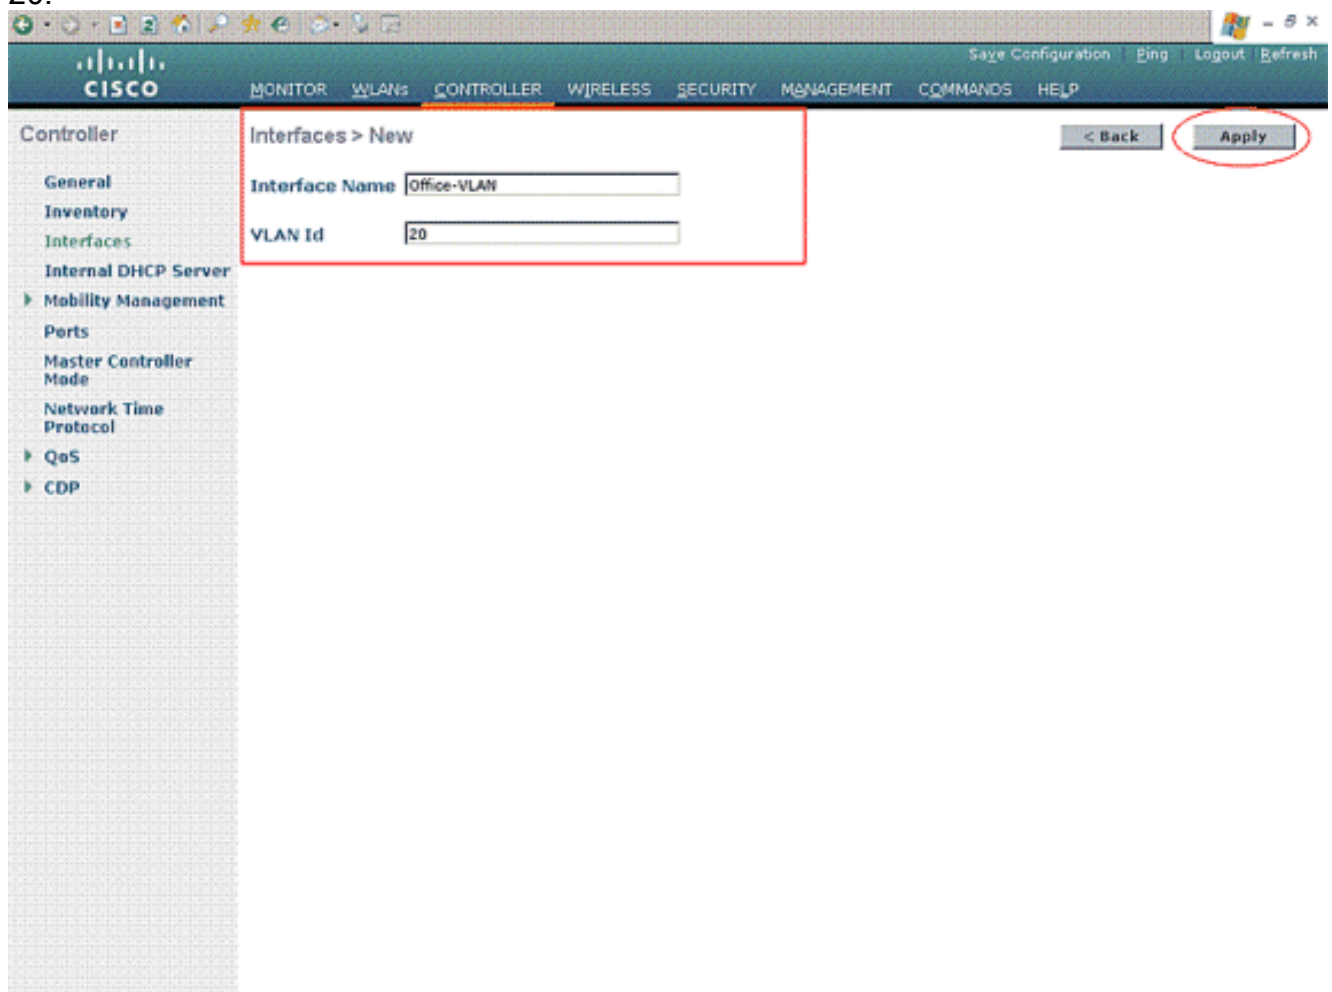 20.
Save Configuration Ping Logout Refresh
CISCO
MONITOR WLANs CONTROLLER WIRELESS SECURITY MANAGEMENT COMMANDS HELP
Controller
Interfaces > New
< Back
Apply
General
Inventory
Interfaces
Internal DHCP Server
Mobility Management
Ports
Master Controller
Mode
Network Time
Protocol
QoS
CDP
Interface Name Office-VLAN
VLAN Id 20